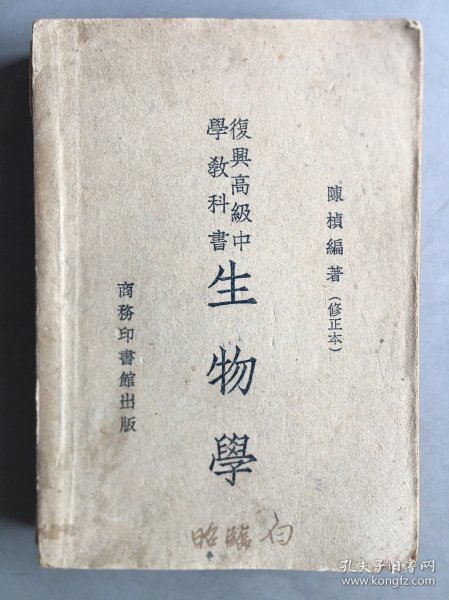 陳楨編著(修正本)
復興高級中
學教科書
生物學
商務印書館出版
孔夫子旧书网
www.kongfz.com